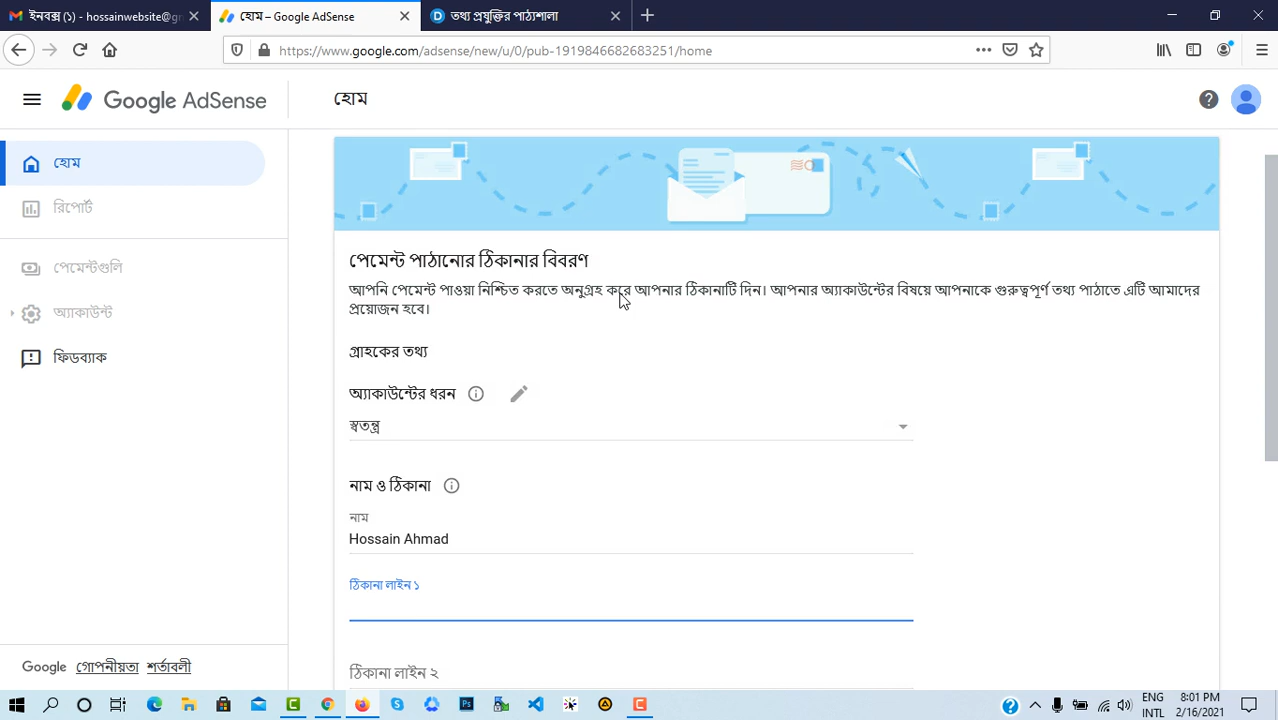 ইনবক্স (১) - hossainwebsite@g
হোম – Google AdSense
তথ্য প্রযুক্তির পাঠ্যশালা
https://www.google.com/adsense/new/u/0/pub-1919846682683251/home
Google AdSense
হোম
হোম
রিপোর্ট
পেমেন্টগুলি
অ্যাকাউন্ট
ফিডব্যাক
পেমেন্ট পাঠানোর ঠিকানার বিবরণ
আপনি পেমেন্ট পাওয়া নিশ্চিত করতে অনুগ্রহ করে আপনার ঠিকানাটি দিন। আপনার অ্যাকাউন্টের বিষয়ে আপনাকে গুরুত্বপূর্ণ তথ্য পাঠাতে এটি আমাদের
প্রয়োজন হবে।
গ্রাহকের তথ্য
অ্যাকাউন্টের ধরন
স্বতন্ত্র
নাম ও ঠিকানা
নাম
Hossain Ahmad
ঠিকানা লাইন ১
ঠিকানা লাইন ২
Google গোপনীয়তা শর্তাবলী
ENG
INTL
8:01 PM
2/16/2021